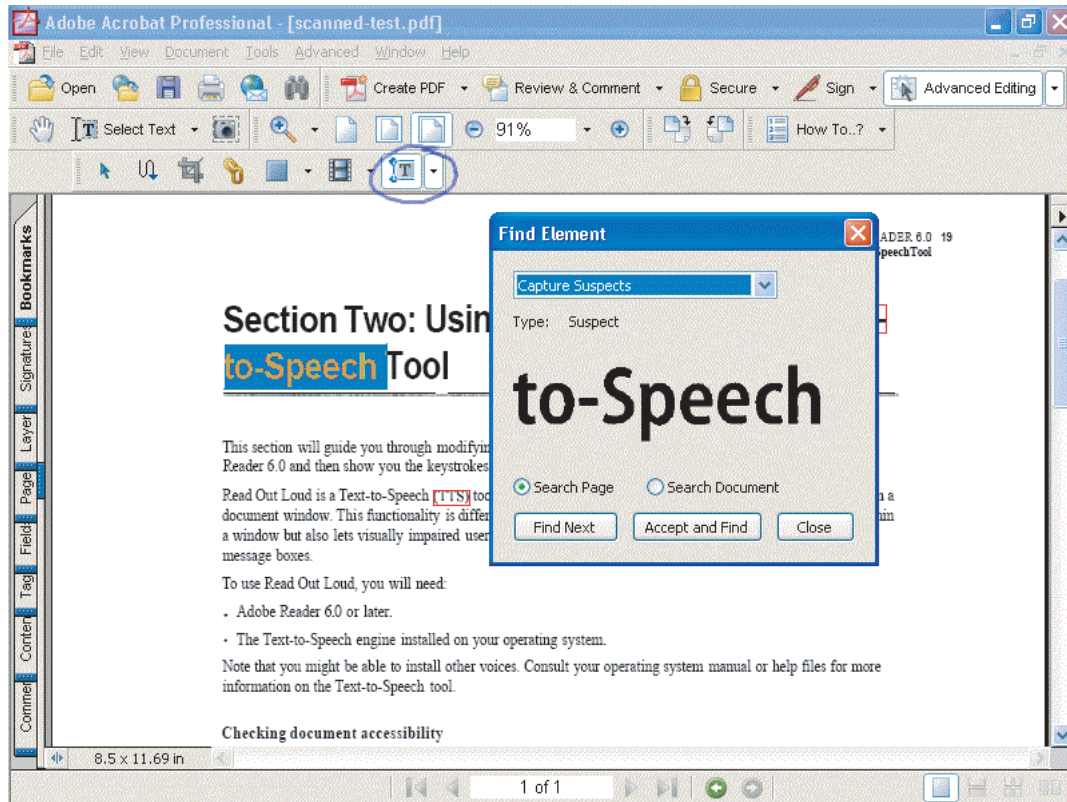 Adobe Acrobat Professional - [scanned-test.pdf]
File Edit View Document Tools Advanced Window Help
Open Create PDF Review & Comment Secure Sign Advanced Editing
Select Text 91% How To..?
Bookmarks
Signatures
Layer
Page
Field
Tag
Conten
Commen
ADER 6.0 19
peechTool
Section Two: Usin
to-Speech Tool
This section will guide you through modifyin
Reader 6.0 and then show you the keystrokes
Read Out Loud is a Text-to-Speech (TTS) too n a
document window. This functionality is differ hin
a window but also lets visually impaired user
message boxes.
To use Read Out Loud, you will need:
• Adobe Reader 6.0 or later.
• The Text-to-Speech engine installed on your operating system.
Note that you might be able to install other voices. Consult your operating system manual or help files for more
information on the Text-to-Speech tool.
Checking document accessibility
Find Element
Capture Suspects
Type: Suspect
to-Speech
Search Page Search Document
Find Next Accept and Find Close
8.5 x 11.69 in
1 of 1